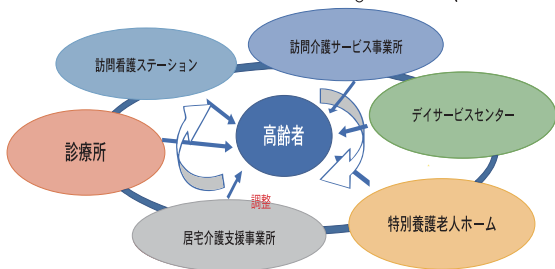 訪問介護サービス事業所
訪問看護ステーション
デイサービスセンター
高齢者
診療所
調整
特別養護老人ホーム
居宅介護支援事業所